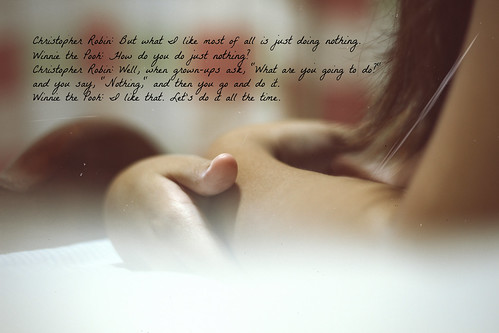 Christopher Robin: But what I like most of all is just doing nothing.
Winnie the Pooh: How do you do just nothing?
Christopher Robin: Well, when grown-ups ask, "What are you going to do?"
and you say, "Nothing," and then you go and do it.
Winnie the Pooh: I like that. Let's do it all the time.